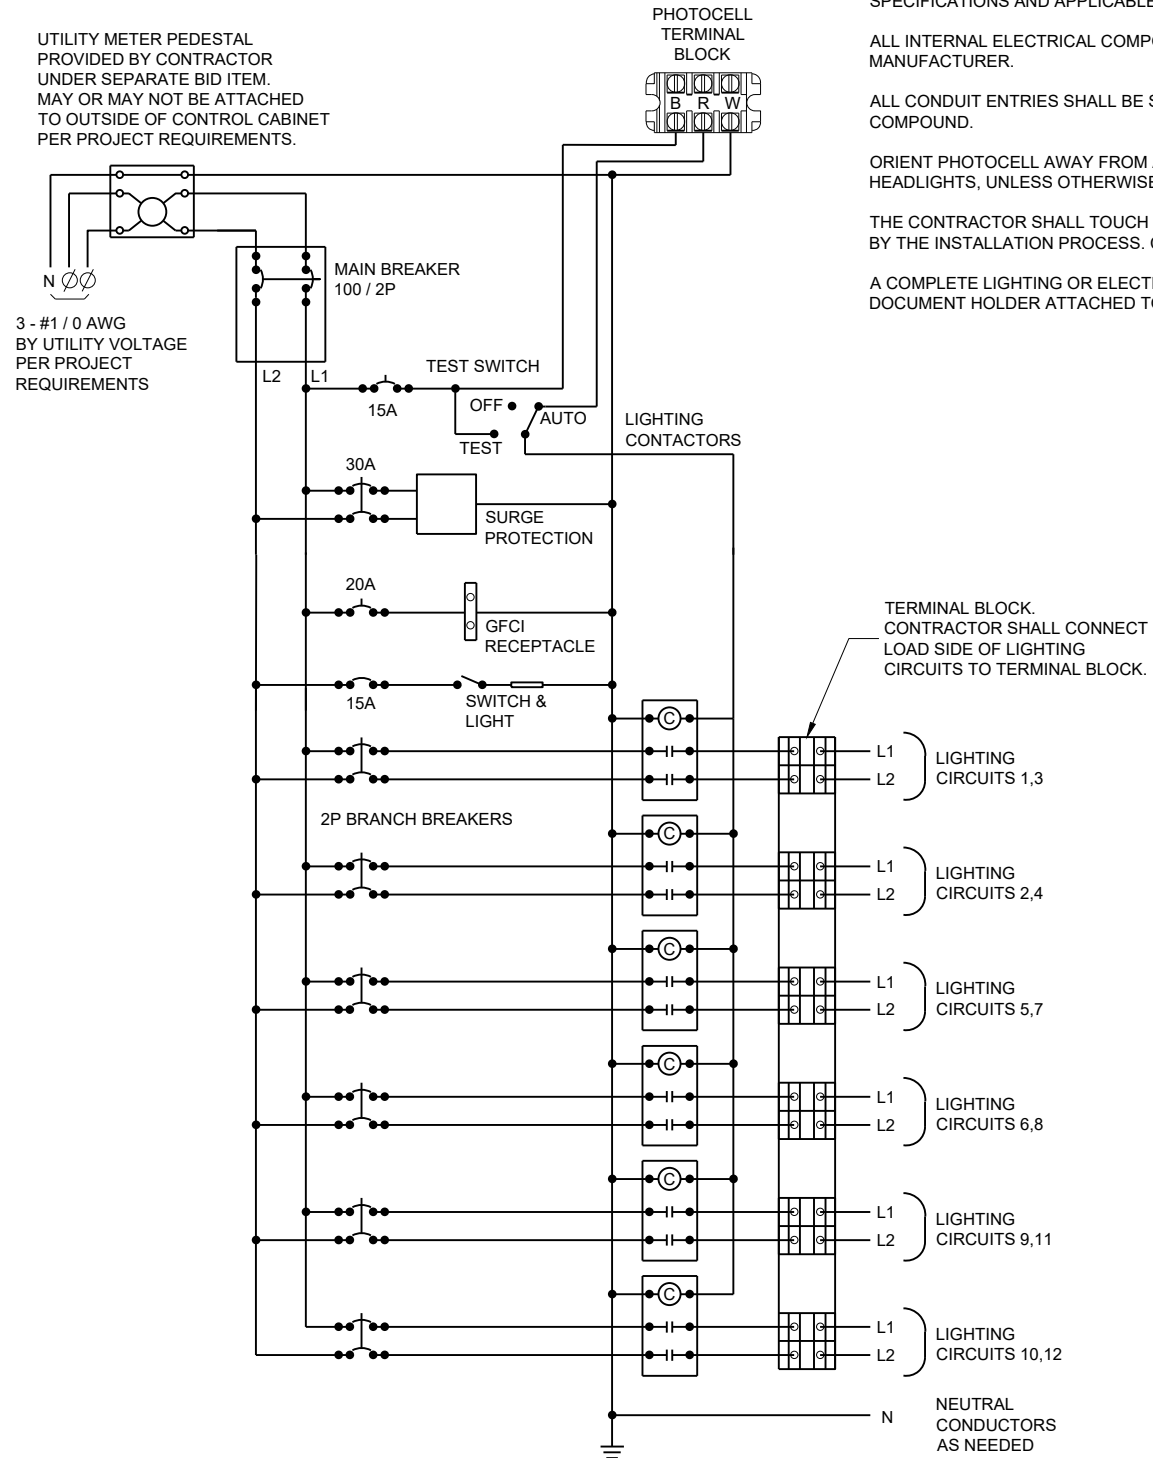 SPECIFICATIONS AND APPLICABLE
ALL INTERNAL ELECTRICAL COMPO
MANUFACTURER.
ALL CONDUIT ENTRIES SHALL BE S
COMPOUND.
ORIENT PHOTOCELL AWAY FROM A
HEADLIGHTS, UNLESS OTHERWISE
THE CONTRACTOR SHALL TOUCH
BY THE INSTALLATION PROCESS.
A COMPLETE LIGHTING OR ELECTI
DOCUMENT HOLDER ATTACHED TO
UTILITY METER PEDESTAL
PROVIDED BY CONTRACTOR
UNDER SEPARATE BID ITEM.
MAY OR MAY NOT BE ATTACHED
TO OUTSIDE OF CONTROL CABINET
PER PROJECT REQUIREMENTS.
PHOTOCELL
TERMINAL
BLOCK
B R W
N
3 - #1 / 0 AWG
BY UTILITY VOLTAGE
PER PROJECT
REQUIREMENTS
MAIN BREAKER
100 / 2P
L2 L1
15A
TEST SWITCH
OFF
AUTO
TEST
LIGHTING
CONTACTORS
30A
SURGE
PROTECTION
20A
GFCI
RECEPTACLE
15A
SWITCH &
LIGHT
TERMINAL BLOCK.
CONTRACTOR SHALL CONNECT
LOAD SIDE OF LIGHTING
CIRCUITS TO TERMINAL BLOCK.
2P BRANCH BREAKERS
C
L1
L2
LIGHTING
CIRCUITS 1,3
C
L1
L2
LIGHTING
CIRCUITS 2,4
C
L1
L2
LIGHTING
CIRCUITS 5,7
C
L1
L2
LIGHTING
CIRCUITS 6,8
C
L1
L2
LIGHTING
CIRCUITS 9,11
C
L1
L2
LIGHTING
CIRCUITS 10,12
N
NEUTRAL
CONDUCTORS
AS NEEDED